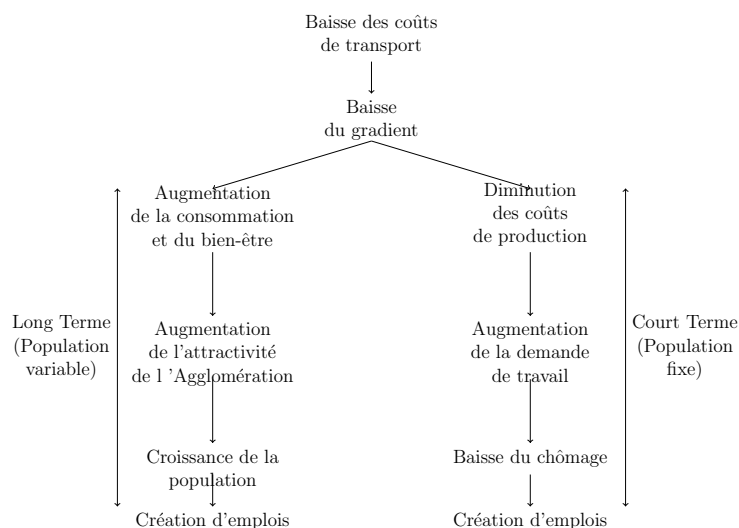 Baisse des coûts
de transport
Baisse
du gradient
Augmentation
de la consommation
et du bien-être
Diminution
des coûts
de production
Long Terme
(Population
variable)
Augmentation
de l'attractivité
de l 'Agglomération
Augmentation
de la demande
de travail
Court Terme
(Population
fixe)
Croissance de la
population
Baisse du chômage
Création d'emplois
Création d'emplois